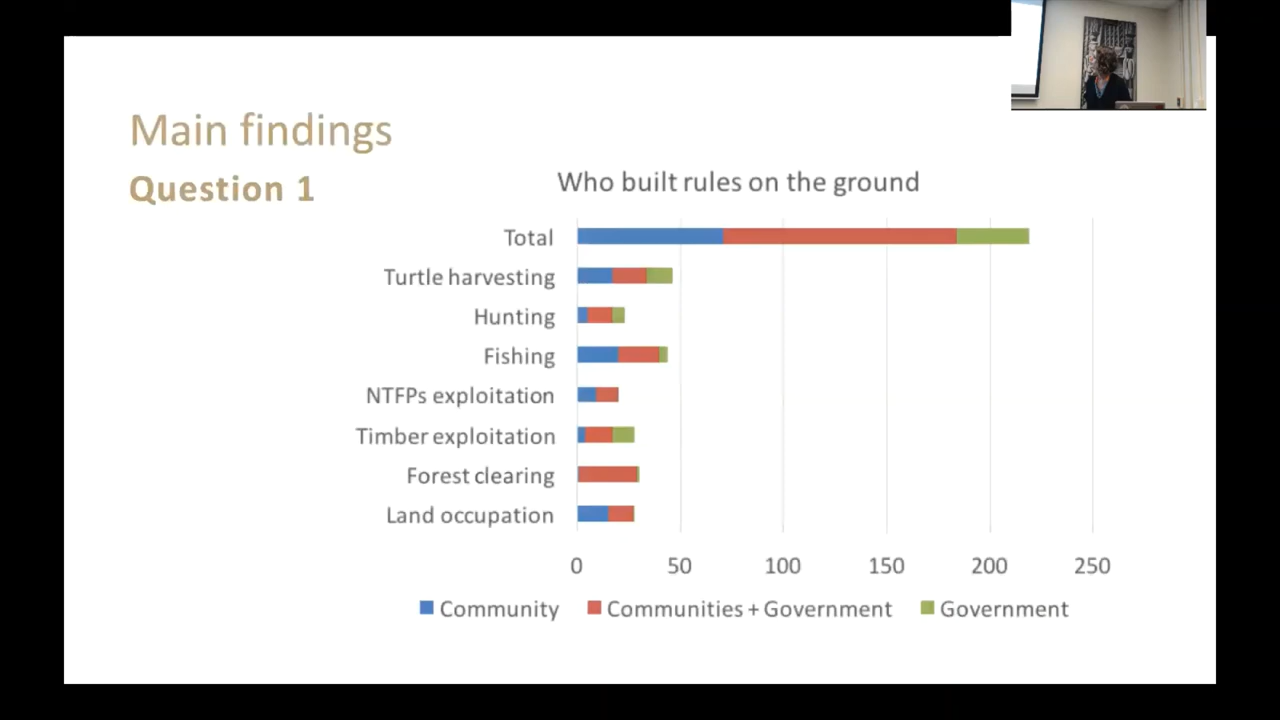 Main findings
Question 1
Who built rules on the ground
Total
Turtle harvesting
Hunting
Fishing
NTFPs exploitation
Timber exploitation
Forest clearing
Land occupation
0 50 100 150 200 250
Community Communities + Government Government